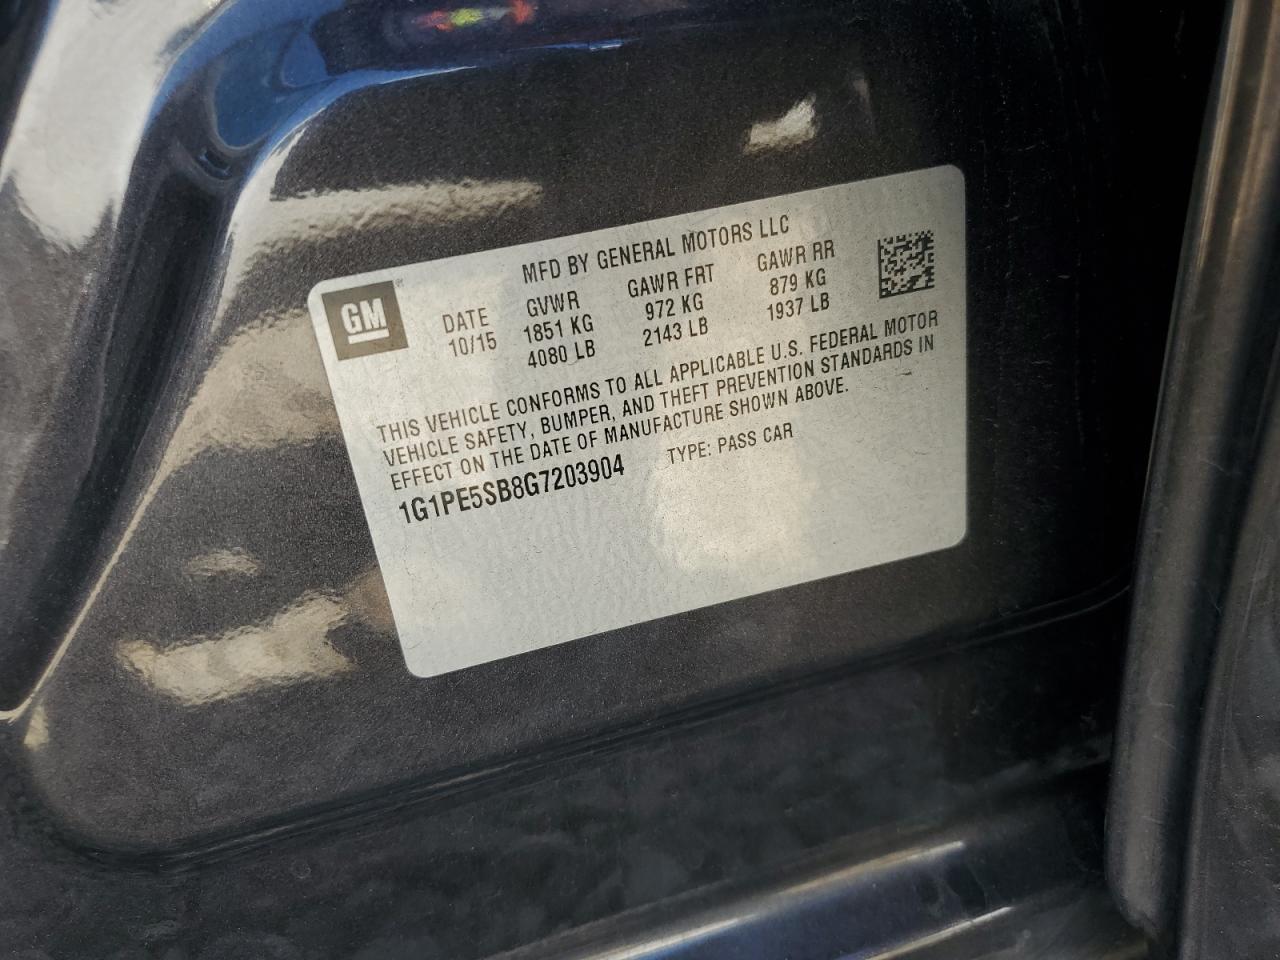 MFD BY GENERAL MOTORS LLC
GM
DATE GVWR GAWR FRT GAWR RR
10/15 1851 KG 972 KG 879 KG
4080 LB 2143 LB 1937 LB
THIS VEHICLE CONFORMS TO ALL APPLICABLE U.S. FEDERAL MOTOR
VEHICLE SAFETY, BUMPER, AND THEFT PREVENTION STANDARDS IN
EFFECT ON THE DATE OF MANUFACTURE SHOWN ABOVE.
1G1PE5SB8G7203904 TYPE: PASS CAR